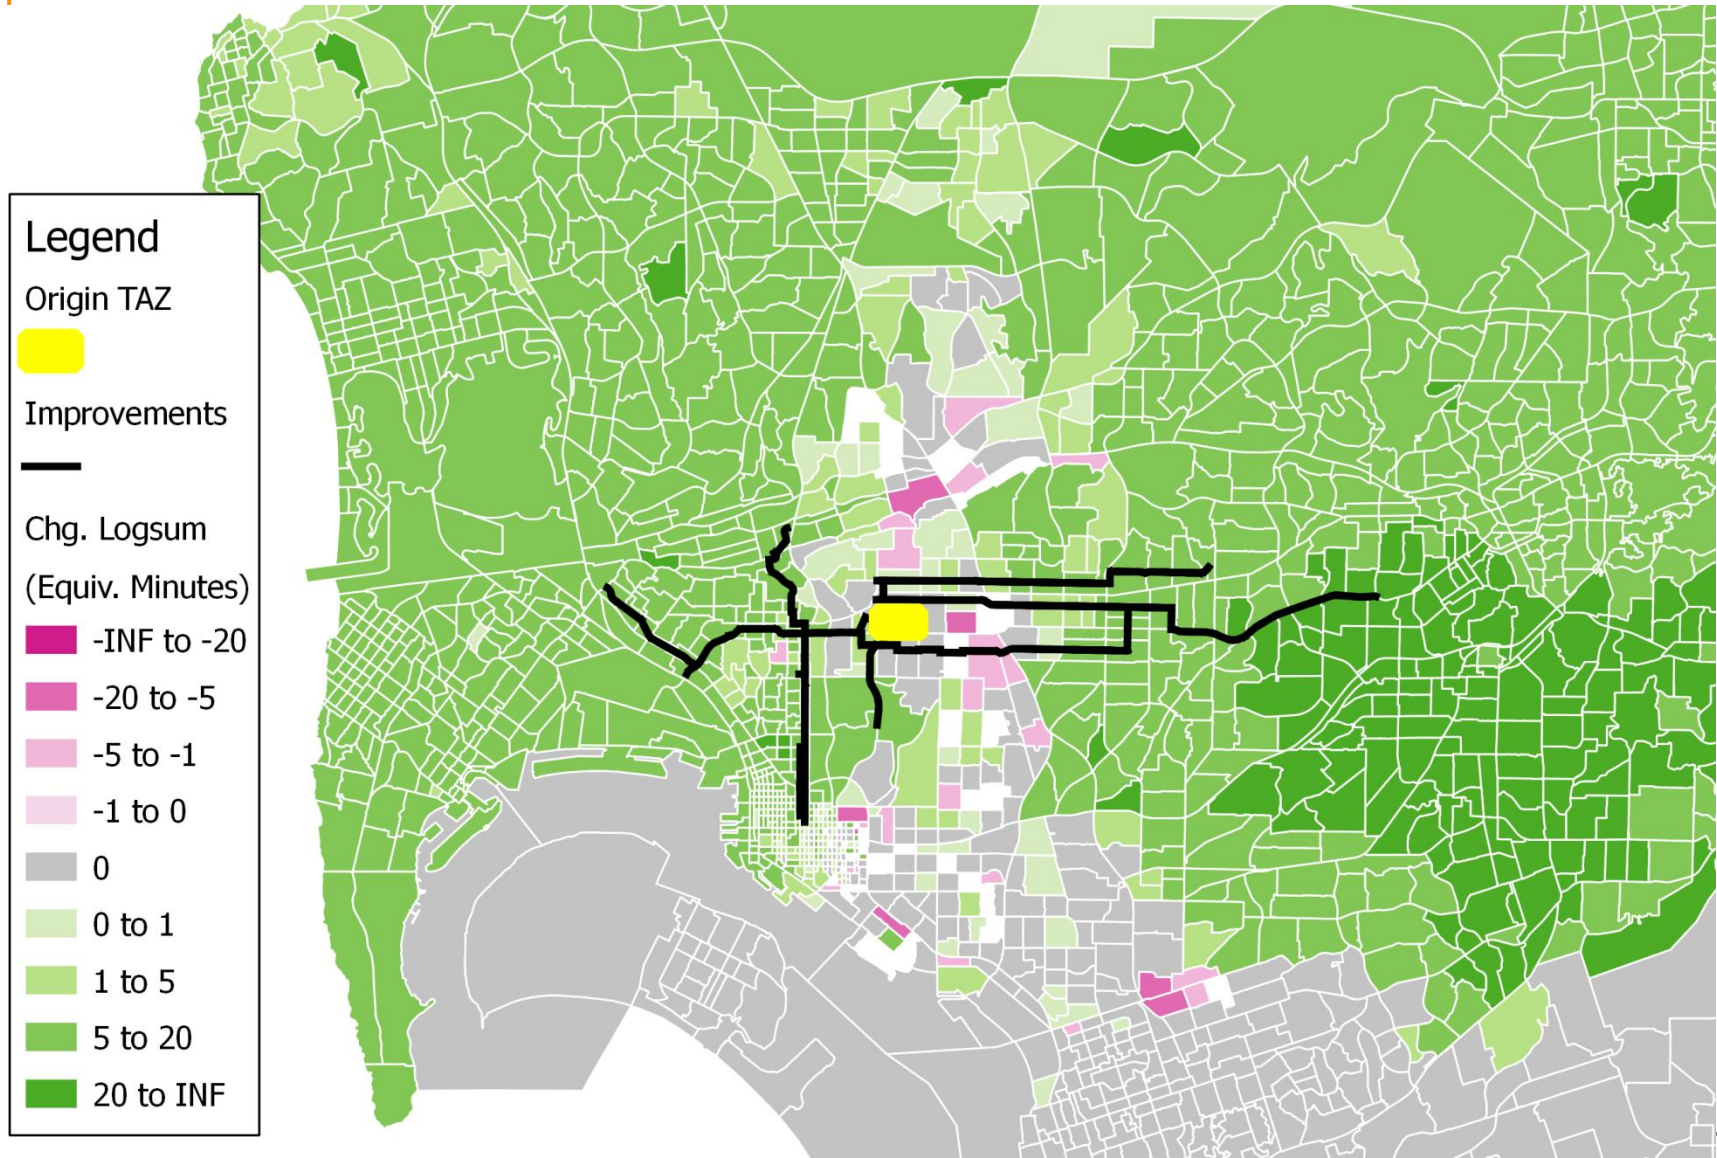 Legend
Origin TAZ
Improvements
Chg. Logsum
(Equiv. Minutes)
-INF to -20
-20 to -5
-5 to -1
-1 to 0
0
0 to 1
1 to 5
5 to 20
20 to INF